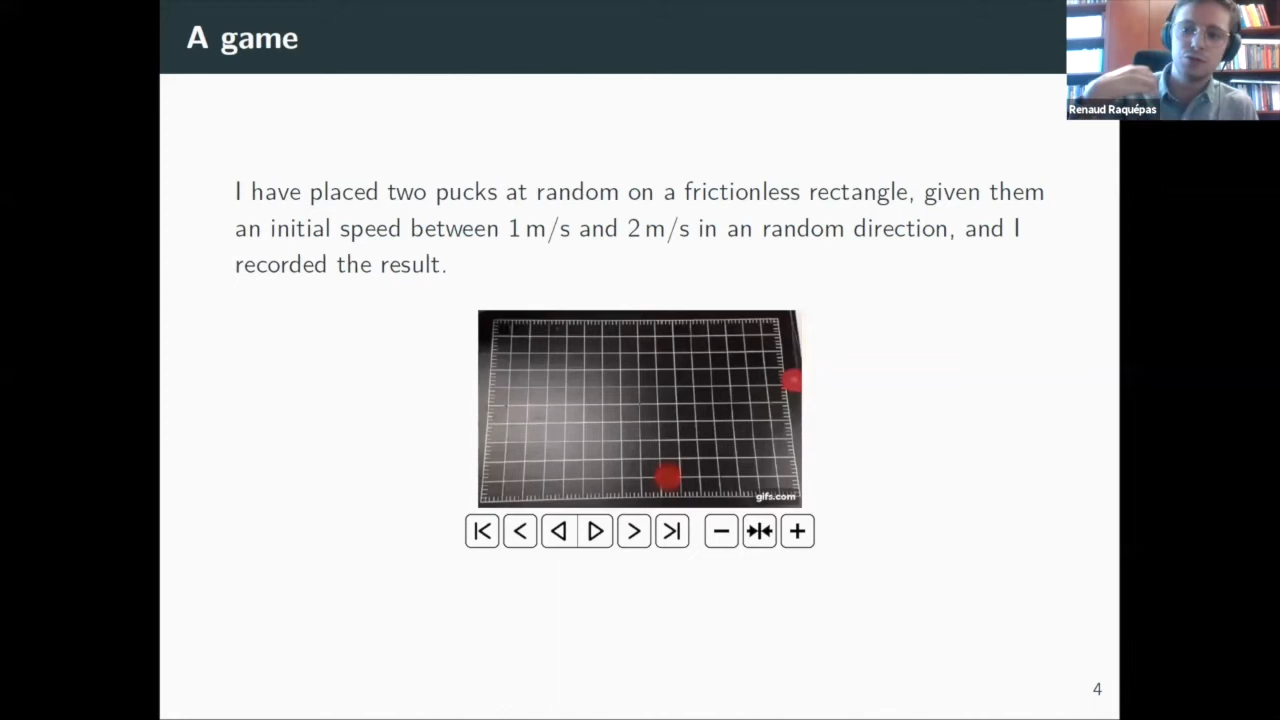 A game
Renaud Raquépas
I have placed two pucks at random on a frictionless rectangle, given them
an initial speed between 1 m/s and 2 m/s in an random direction, and I
recorded the result.
gifs.com
4